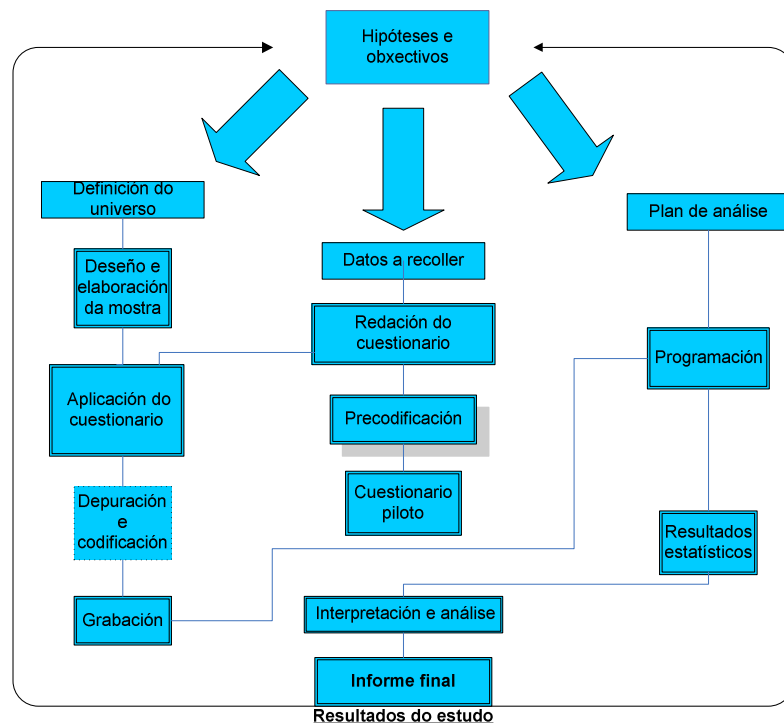 Hipóteses e
obxectivos
Definición do
universo
Plan de análise
Datos a recoller
Deseño e
elaboración
da mostra
Redación do
cuestionario
Programación
Aplicación do
cuestionario
Precodificación
Cuestionario
piloto
Depuración
e
codificación
Resultados
estatísticos
Grabación
Interpretación e análise
Informe final
Resultados do estudo